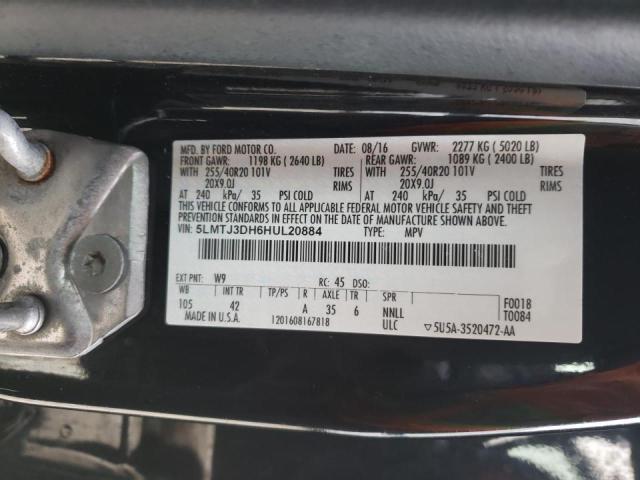 MFD. BY FORD MOTOR CO. DATE: 08/16 GVWR: 2277 KG ( 5020 LB)
FRONT GAWR: 1198 KG ( 2640 LB) REAR GAWR: 1089 KG ( 2400 LB)
WITH 255/40R20 101V TIRES WITH 255/40R20 101V TIRES
20X9.0J RIMS 20X9.0J RIMS
AT 240 kPa/ 35 PSI COLD AT 240 kPa/ 35 PSI COLD
THIS VEHICLE CONFORMS TO ALL APPLICABLE FEDERAL MOTOR VEHICLE SAFETY, BUMPER,
AND THEFT PREVENTION STANDARDS IN EFFECT ON THE DATE OF MANUFACTURE SHOWN ABOVE.
VIN: 5LMTJ3DH6HUL20884 TYPE: MPV
EXT PNT: W9 RC: 45 DSO:
WB INT TR TP/PS R AXLE TR SPR F0018
105 42 A 35 6 NNLL T0084
MADE IN U.S.A. 1201608167818 ULC ▽5U5A-3520472-AA